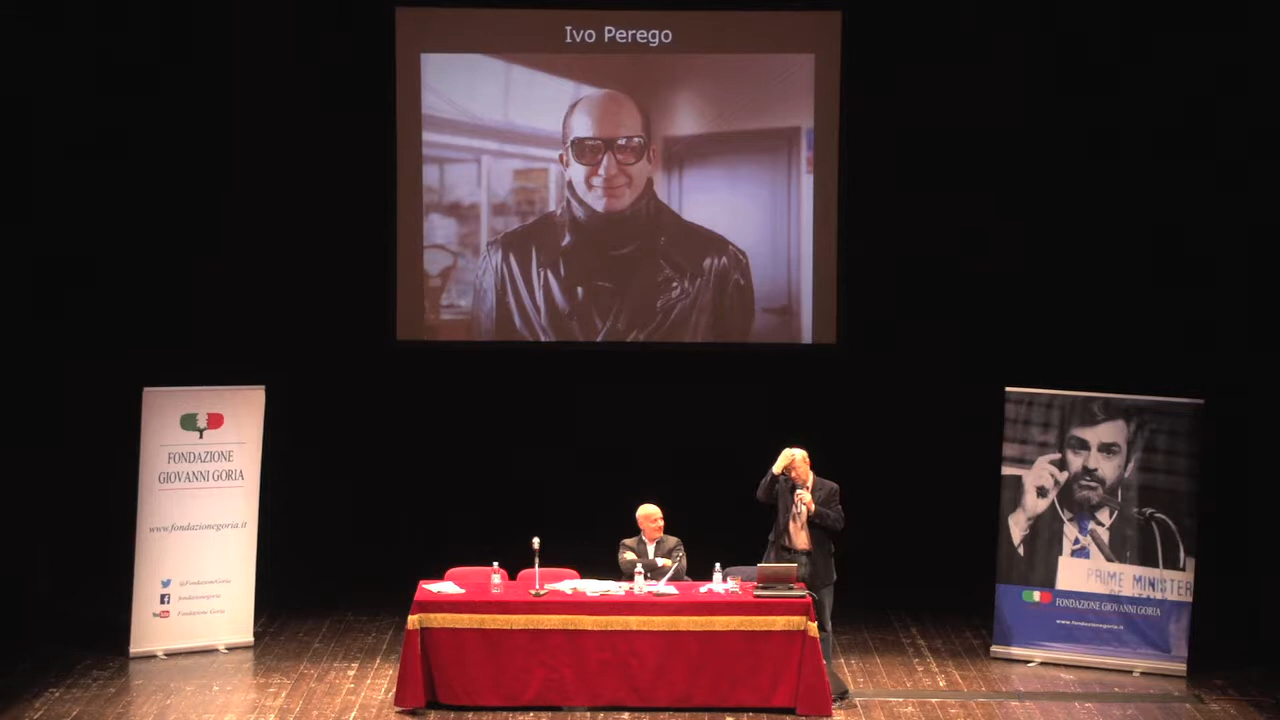 Ivo Perego
FONDAZIONE
GIOVANNI GORIA
www.fondazionegoria.it
@FondazioneGoria
fondazionegoria
YouTube Fondazione Goria
PRIME MINISTER
FONDAZIONE GIOVANNI GORIA
www.fondazionegoria.it